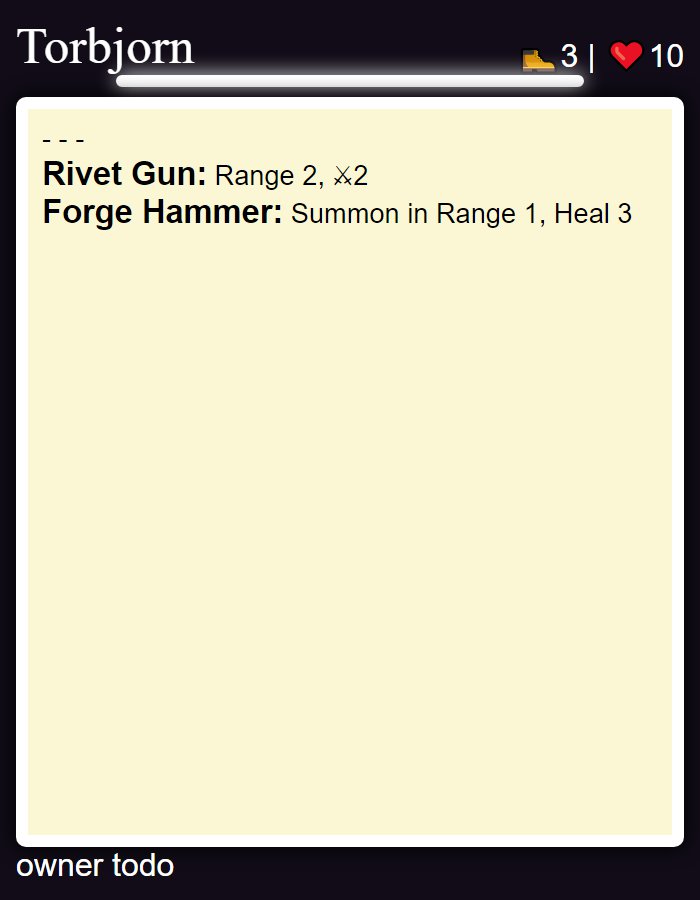 Torbjorn
🥾3 | ❤️10
- - -
Rivet Gun: Range 2, ⚔2
Forge Hammer: Summon in Range 1, Heal 3
owner todo